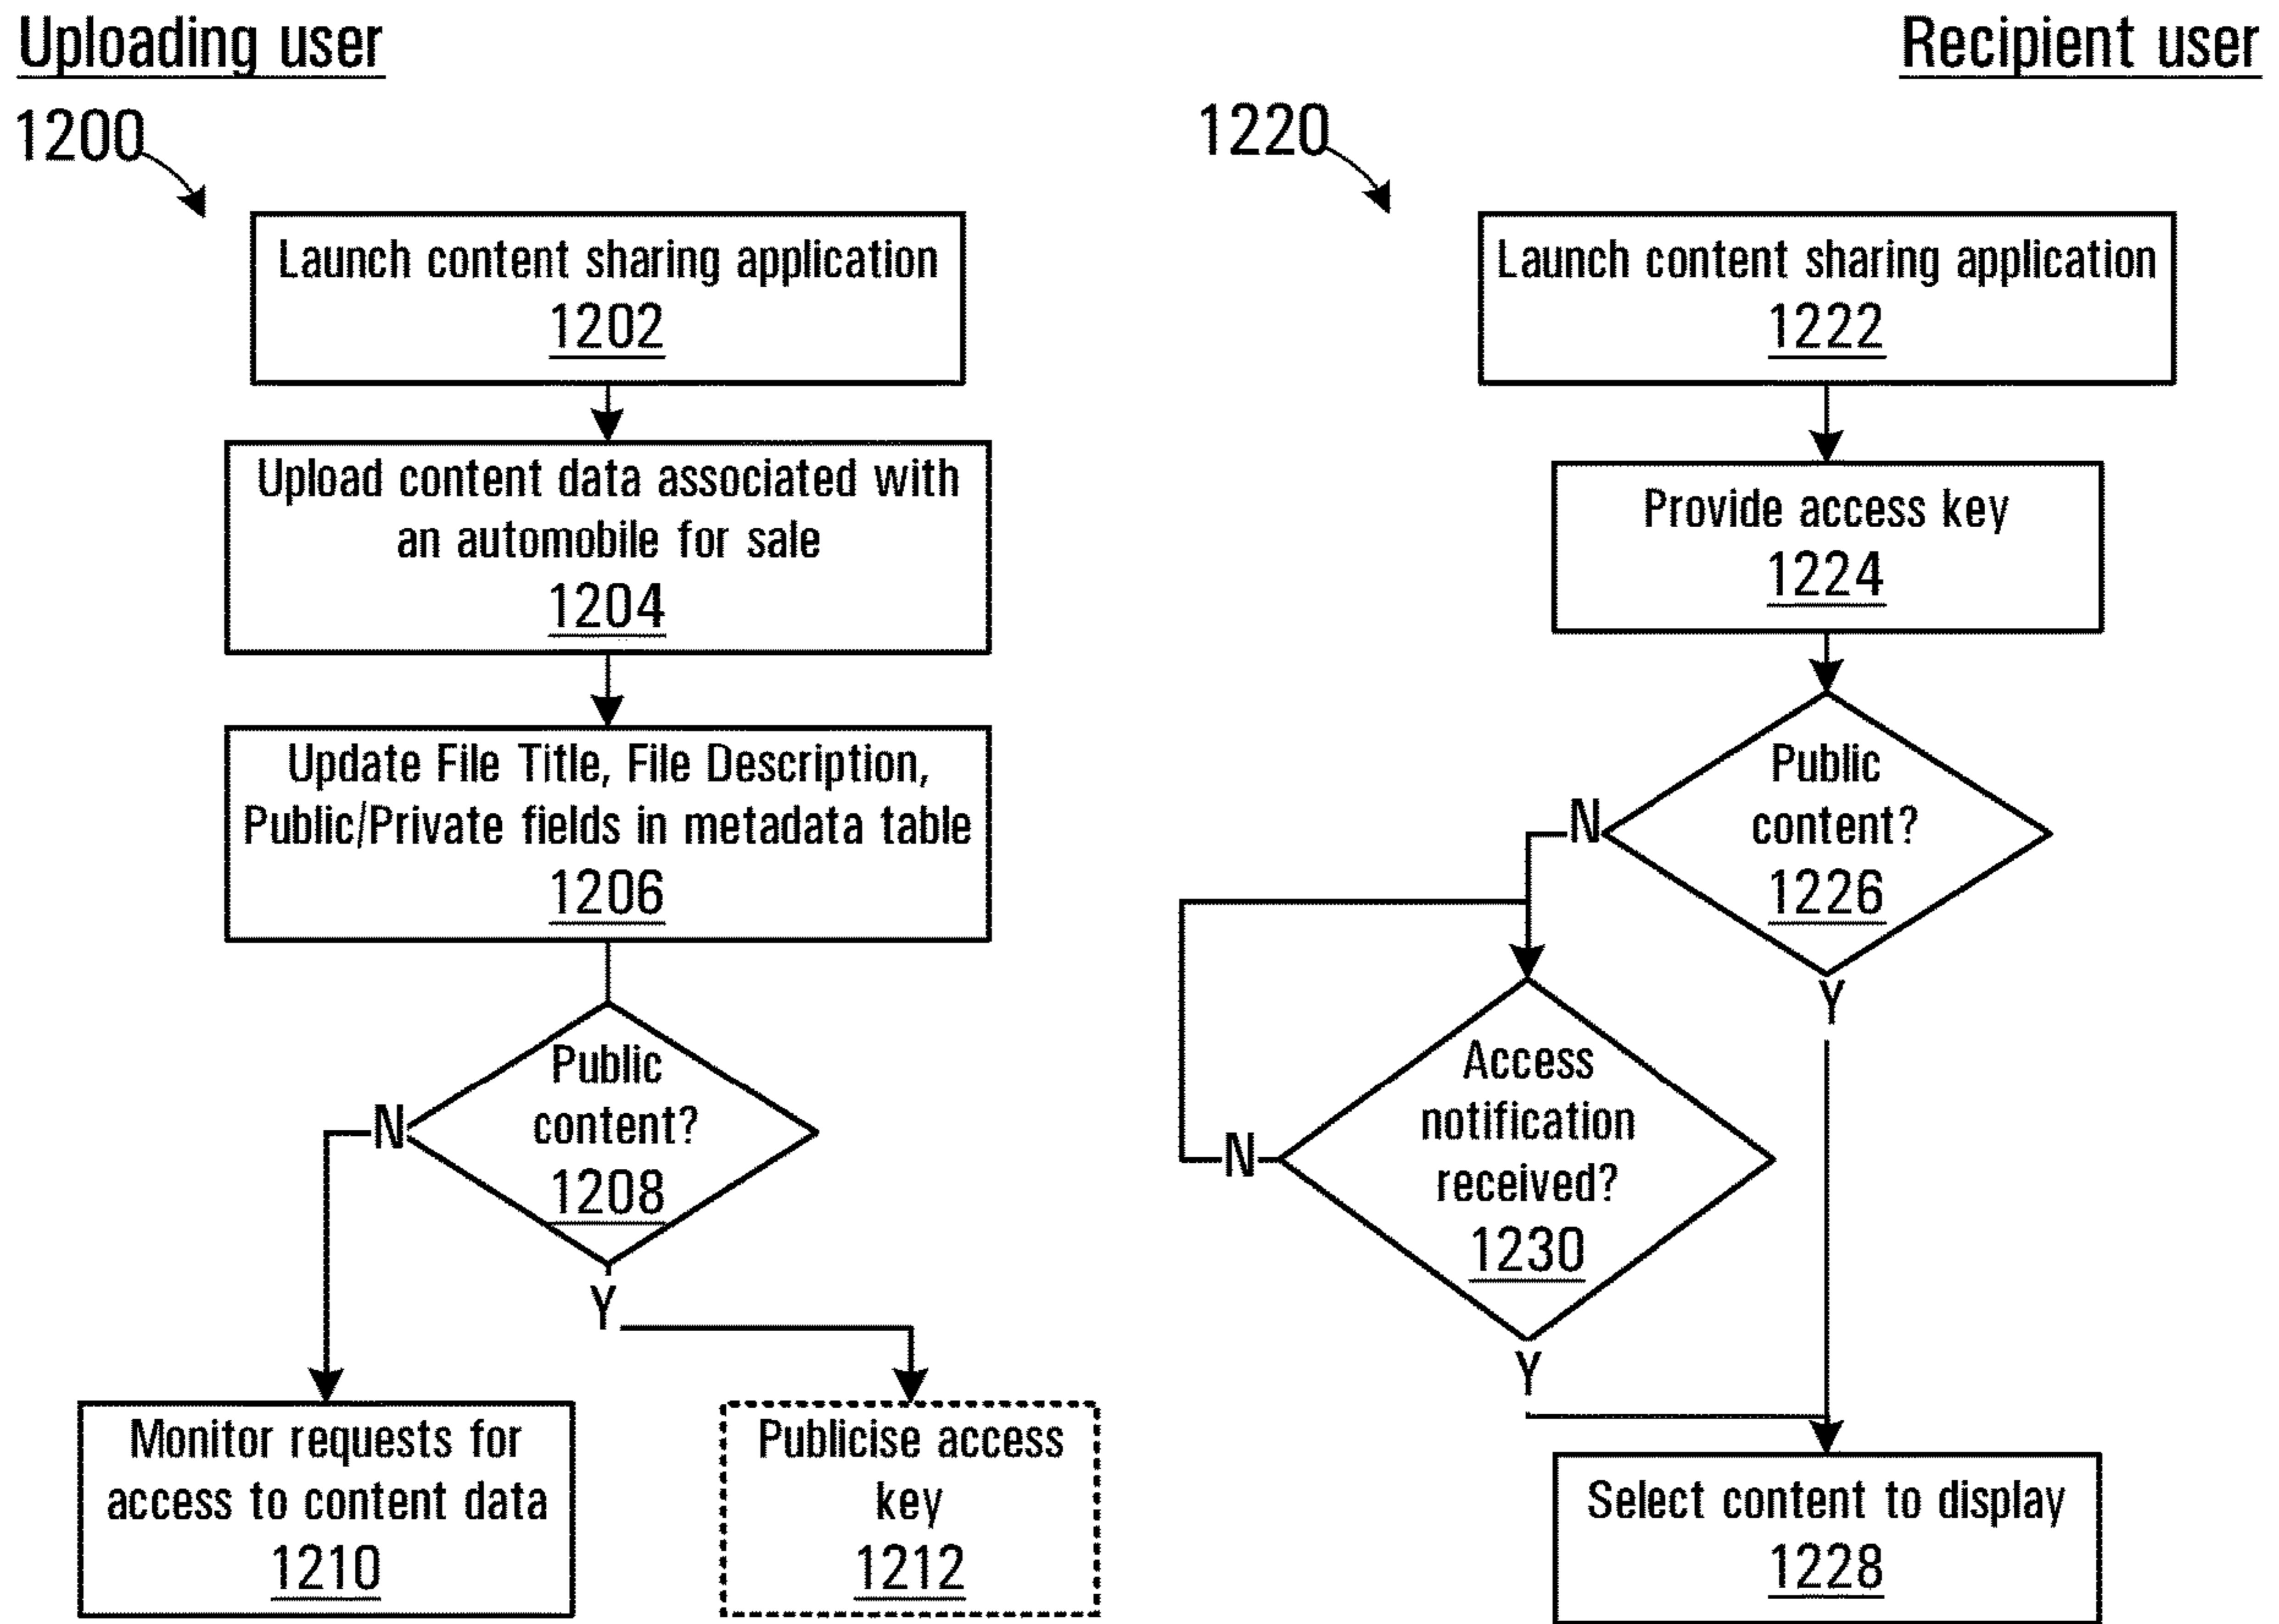 Uploading user
1200
Launch content sharing application
1202
Upload content data associated with
an automobile for sale
1204
Update File Title, File Description,
Public/Private fields in metadata table
1206
Public
content?
1208
N
Y
Monitor requests for
access to content data
1210
Publicise access
key
1212
Recipient user
1220
Launch content sharing application
1222
Provide access key
1224
Public
content?
1226
N
Y
Access
notification
received?
1230
N
Y
Select content to display
1228